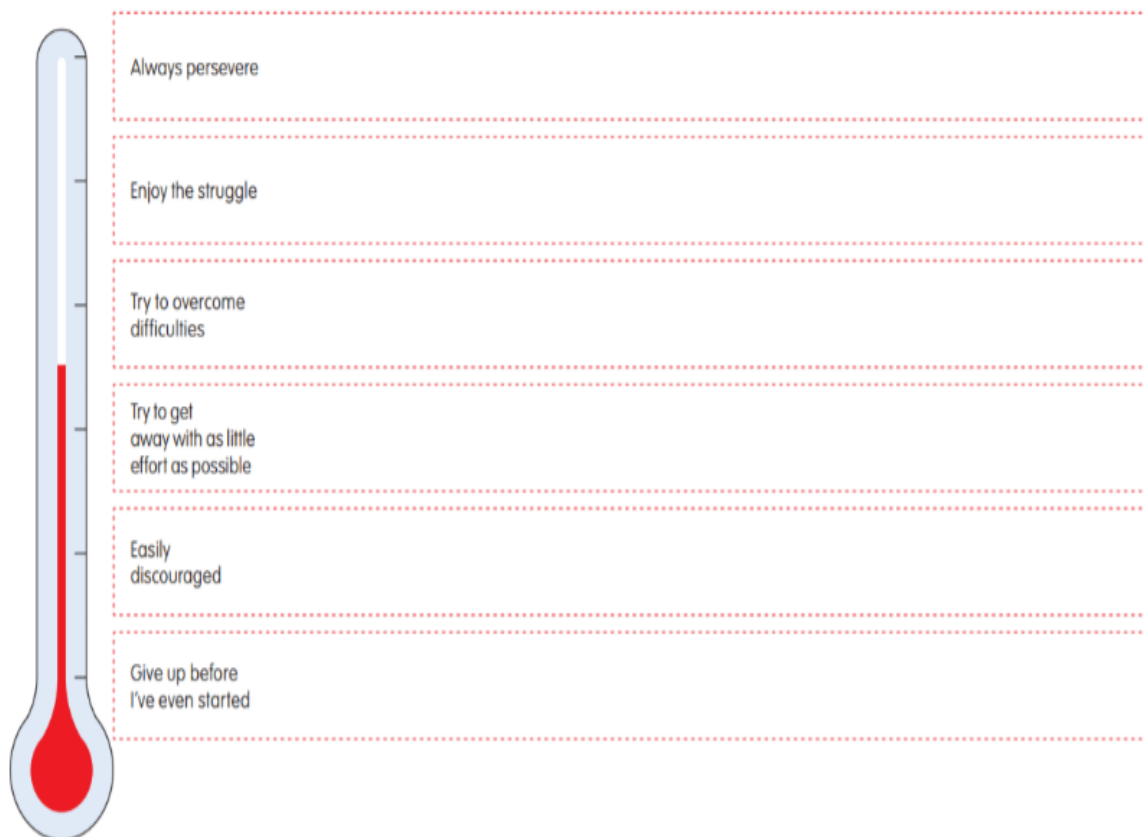 Always persevere
Enjoy the struggle
Try to overcome
difficulties
Try to get
away with as little
effort as possible
Easily
discouraged
Give up before
I've even started